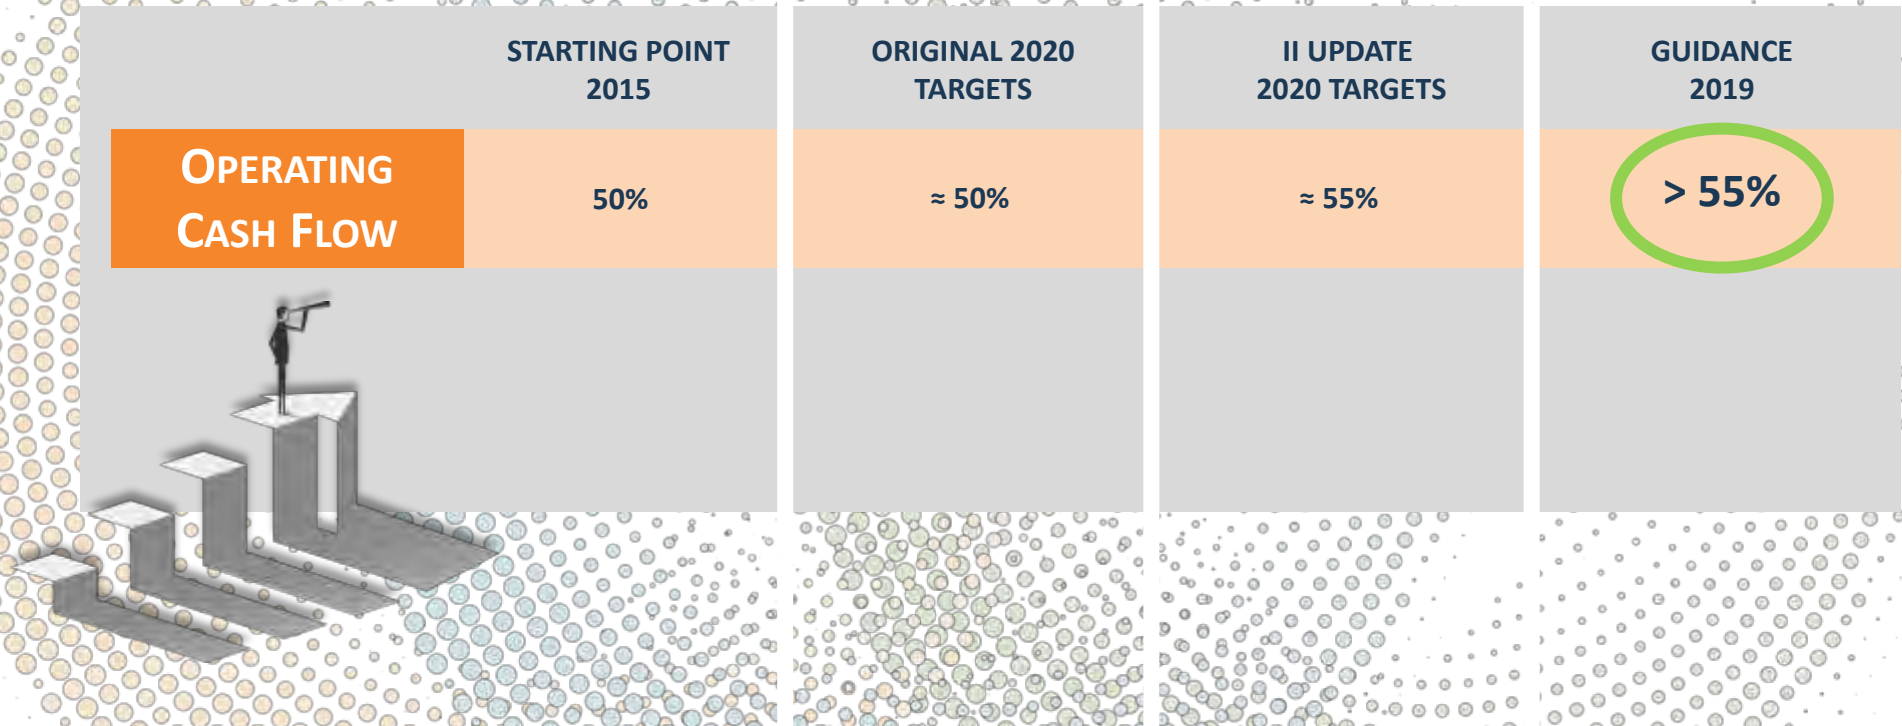 STARTING POINT
2015
ORIGINAL 2020
TARGETS
II UPDATE
2020 TARGETS
GUIDANCE
2019
OPERATING
CASH FLOW
50%
≈ 50%
≈ 55%
> 55%